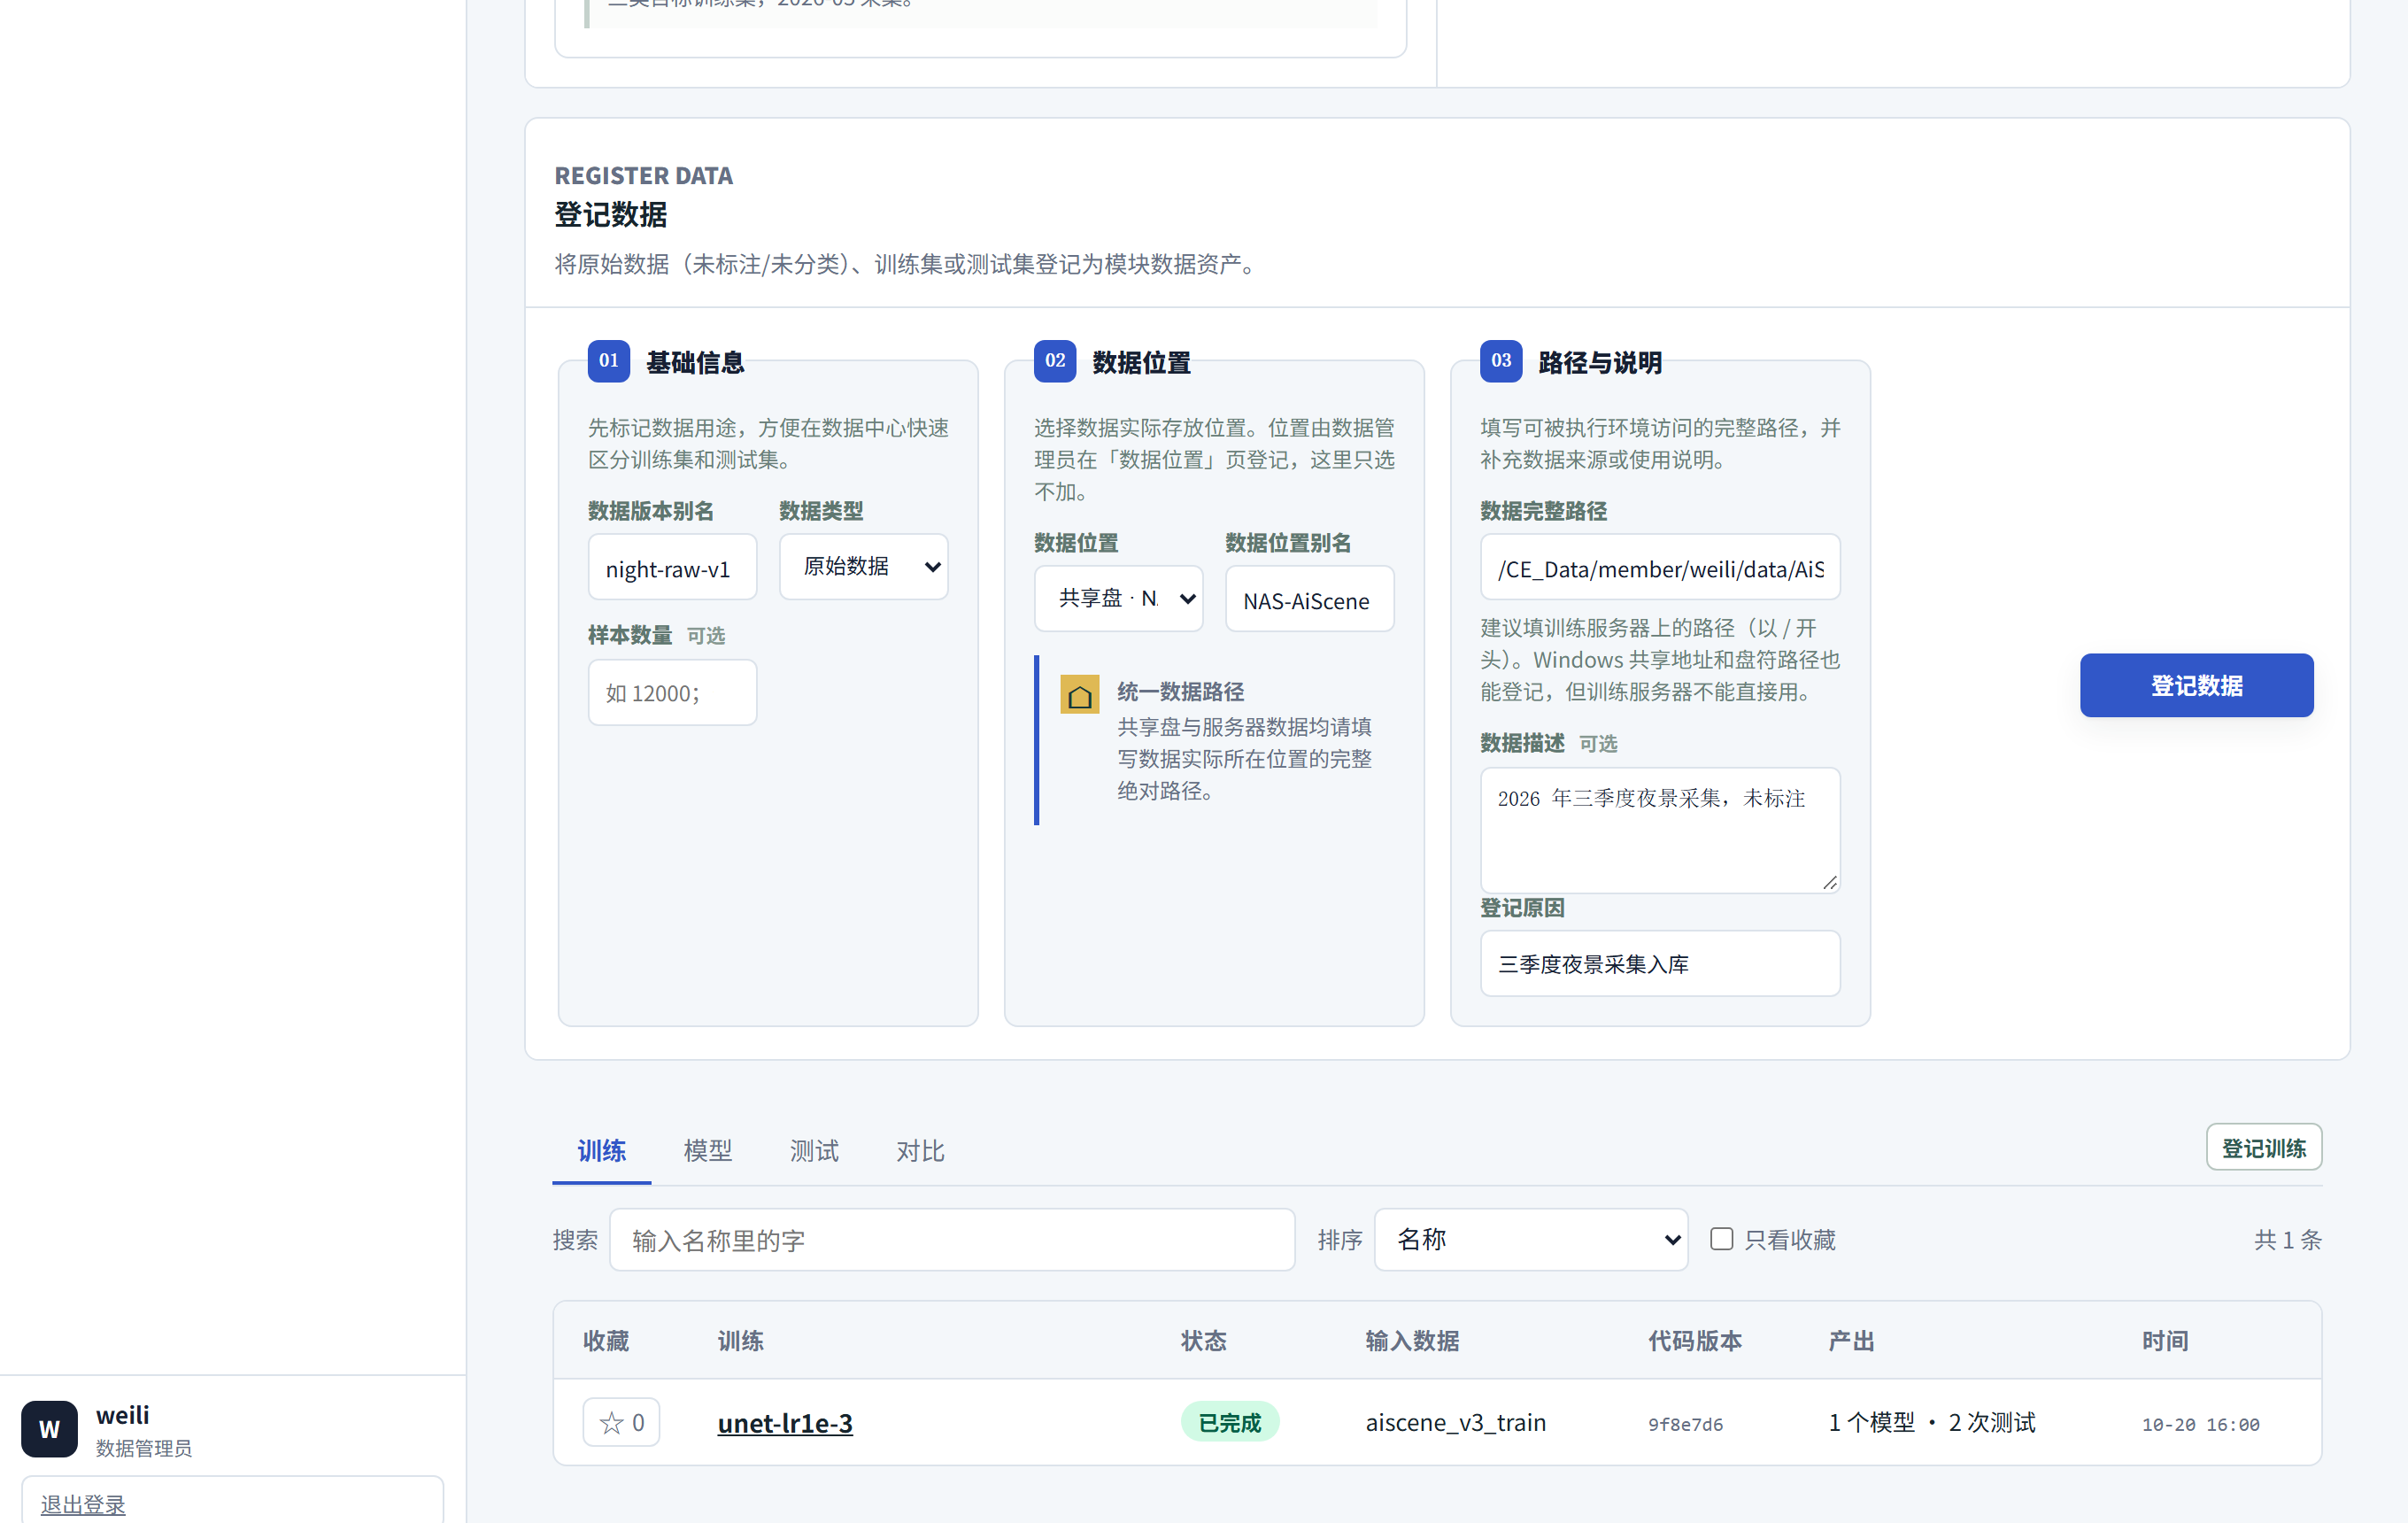 三类目标训练集，2026-03 采集。
REGISTER DATA
登记数据
将原始数据（未标注/未分类）、训练集或测试集登记为模块数据资产。
01 基础信息
先标记数据用途，方便在数据中心快速
区分训练集和测试集。
数据版本别名 数据类型
night-raw-v1 原始数据
样本数量 可选
如 12000；
02 数据位置
选择数据实际存放位置。位置由数据管
理员在「数据位置」页登记，这里只选
不加。
数据位置 数据位置别名
共享盘 · N. NAS-AiScene
统一数据路径
共享盘与服务器数据均请填
写数据实际所在位置的完整
绝对路径。
03 路径与说明
填写可被执行环境访问的完整路径，并
补充数据来源或使用说明。
数据完整路径
/CE_Data/member/weili/data/AiS
建议填训练服务器上的路径（以 / 开
头）。Windows 共享地址和盘符路径也
能登记，但训练服务器不能直接用。
数据描述 可选
2026 年三季度夜景采集，未标注
登记原因
三季度夜景采集入库
登记数据
训练 模型 测试 对比
登记训练
搜索 输入名称里的字 排序 名称 只看收藏 共 1 条
收藏 训练 状态 输入数据 代码版本 产出 时间
☆ 0 unet-lr1e-3 已完成 aiscene_v3_train 9f8e7d6 1 个模型 · 2 次测试 10-20 16:00
W weili
数据管理员
退出登录